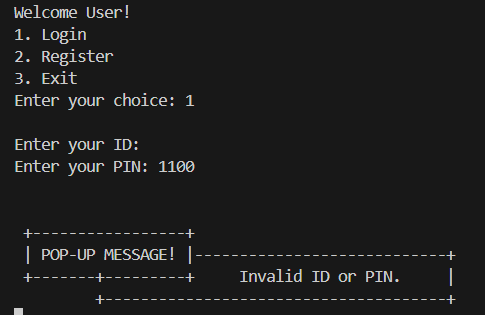 Welcome User!
1. Login
2. Register
3. Exit
Enter your choice: 1
Enter your ID:
Enter your PIN: 1100
POP-UP MESSAGE!
Invalid ID or PIN.